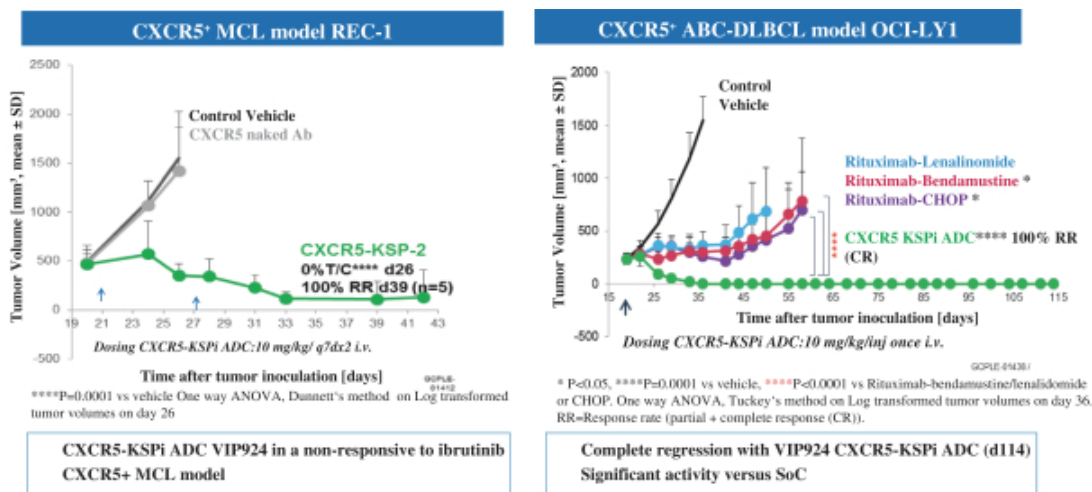 CXCR5⁺ MCL model REC-1
Tumor Volume [mm³, mean ± SD]
2500
2000
1500
1000
500
0
-500
Control Vehicle
CXCR5 naked Ab
CXCR5-KSP-2
0%T/C**** d26
100% RR d39 (n=5)
19 21 23 25 27 29 31 33 35 37 39 41 43
Dosing CXCR5-KSPi ADC:10 mg/kg/ q7dx2 i.v.
Time after tumor inoculation [days]
GCPLE-
01412
****P=0.0001 vs vehicle One way ANOVA, Dunnett's method on Log transformed
tumor volumes on day 26
CXCR5-KSPi ADC VIP924 in a non-responsive to ibrutinib
CXCR5+ MCL model
CXCR5⁺ ABC-DLBCL model OCI-LY1
Tumor Volume [mm³, mean ± SD]
2000
1500
1000
500
0
-500
Control
Vehicle
Rituximab-Lenalinomide
Rituximab-Bendamustine *
Rituximab-CHOP *
****
CXCR5 KSPi ADC**** 100% RR
(CR)
15 25 35 45 55 65 75 85 95 105 115
Time after tumor inoculation [days]
Dosing CXCR5-KSPi ADC:10 mg/kg/inj once i.v.
* P<0.05, ****P=0.0001 vs vehicle, ****P<0.0001 vs Rituximab-bendamustine/lenalidomide
or CHOP. One way ANOVA, Tuckey's method on Log transformed tumor volumes on day 36.
RR=Response rate (partial + complete response (CR)).
Complete regression with VIP924 CXCR5-KSPi ADC (d114)
Significant activity versus SoC